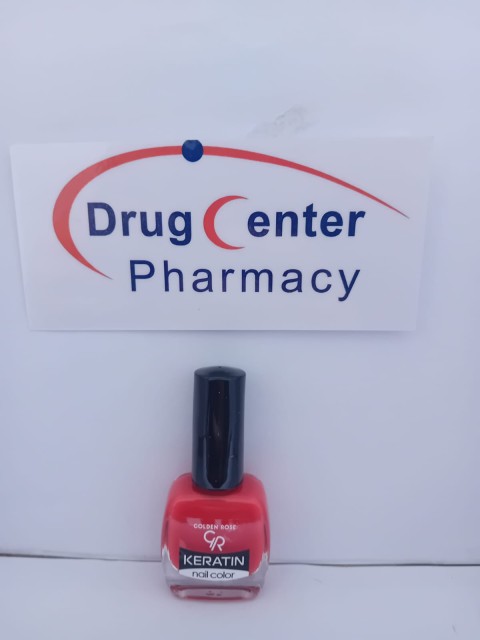 Drug Center
Pharmacy
GOLDEN ROSE
GR
KERATIN
nail color